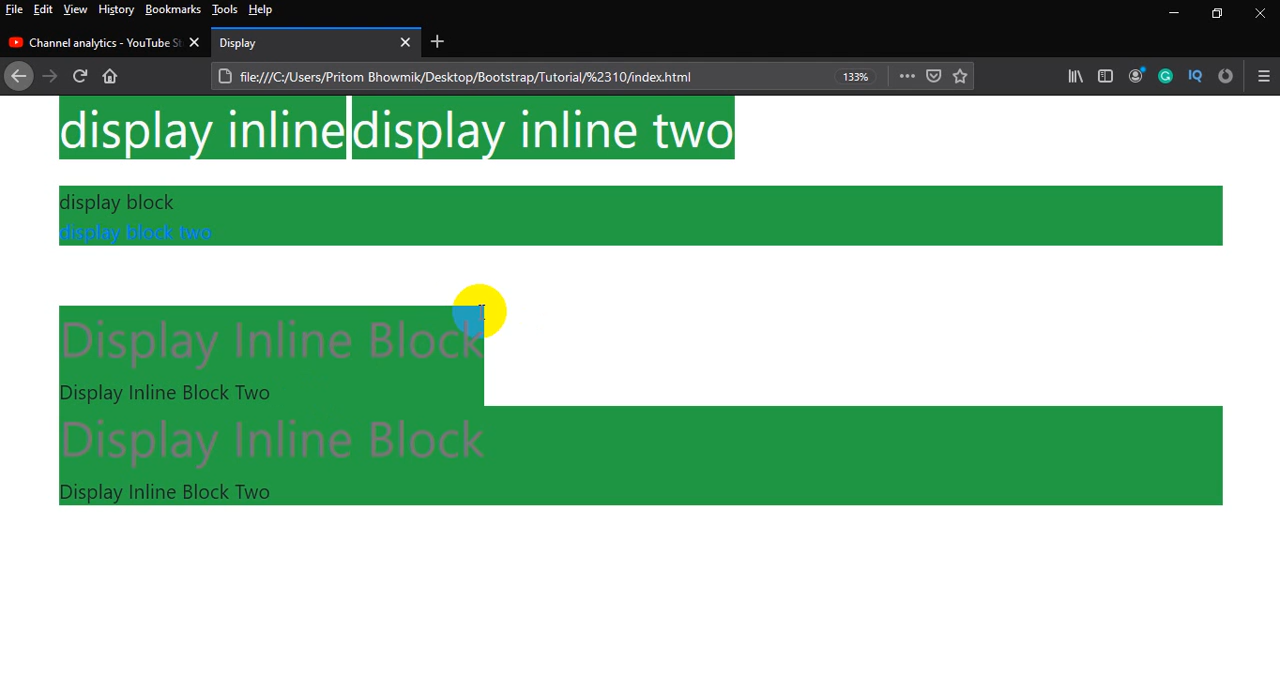 File Edit View History Bookmarks Tools Help
Channel analytics - YouTube St
Display
file:///C:/Users/Pritom Bhowmik/Desktop/Bootstrap/Tutorial/%2310/index.html
133%
IQ
display inline display inline two
display block
display block two
Display Inline Block
Display Inline Block Two
Display Inline Block
Display Inline Block Two